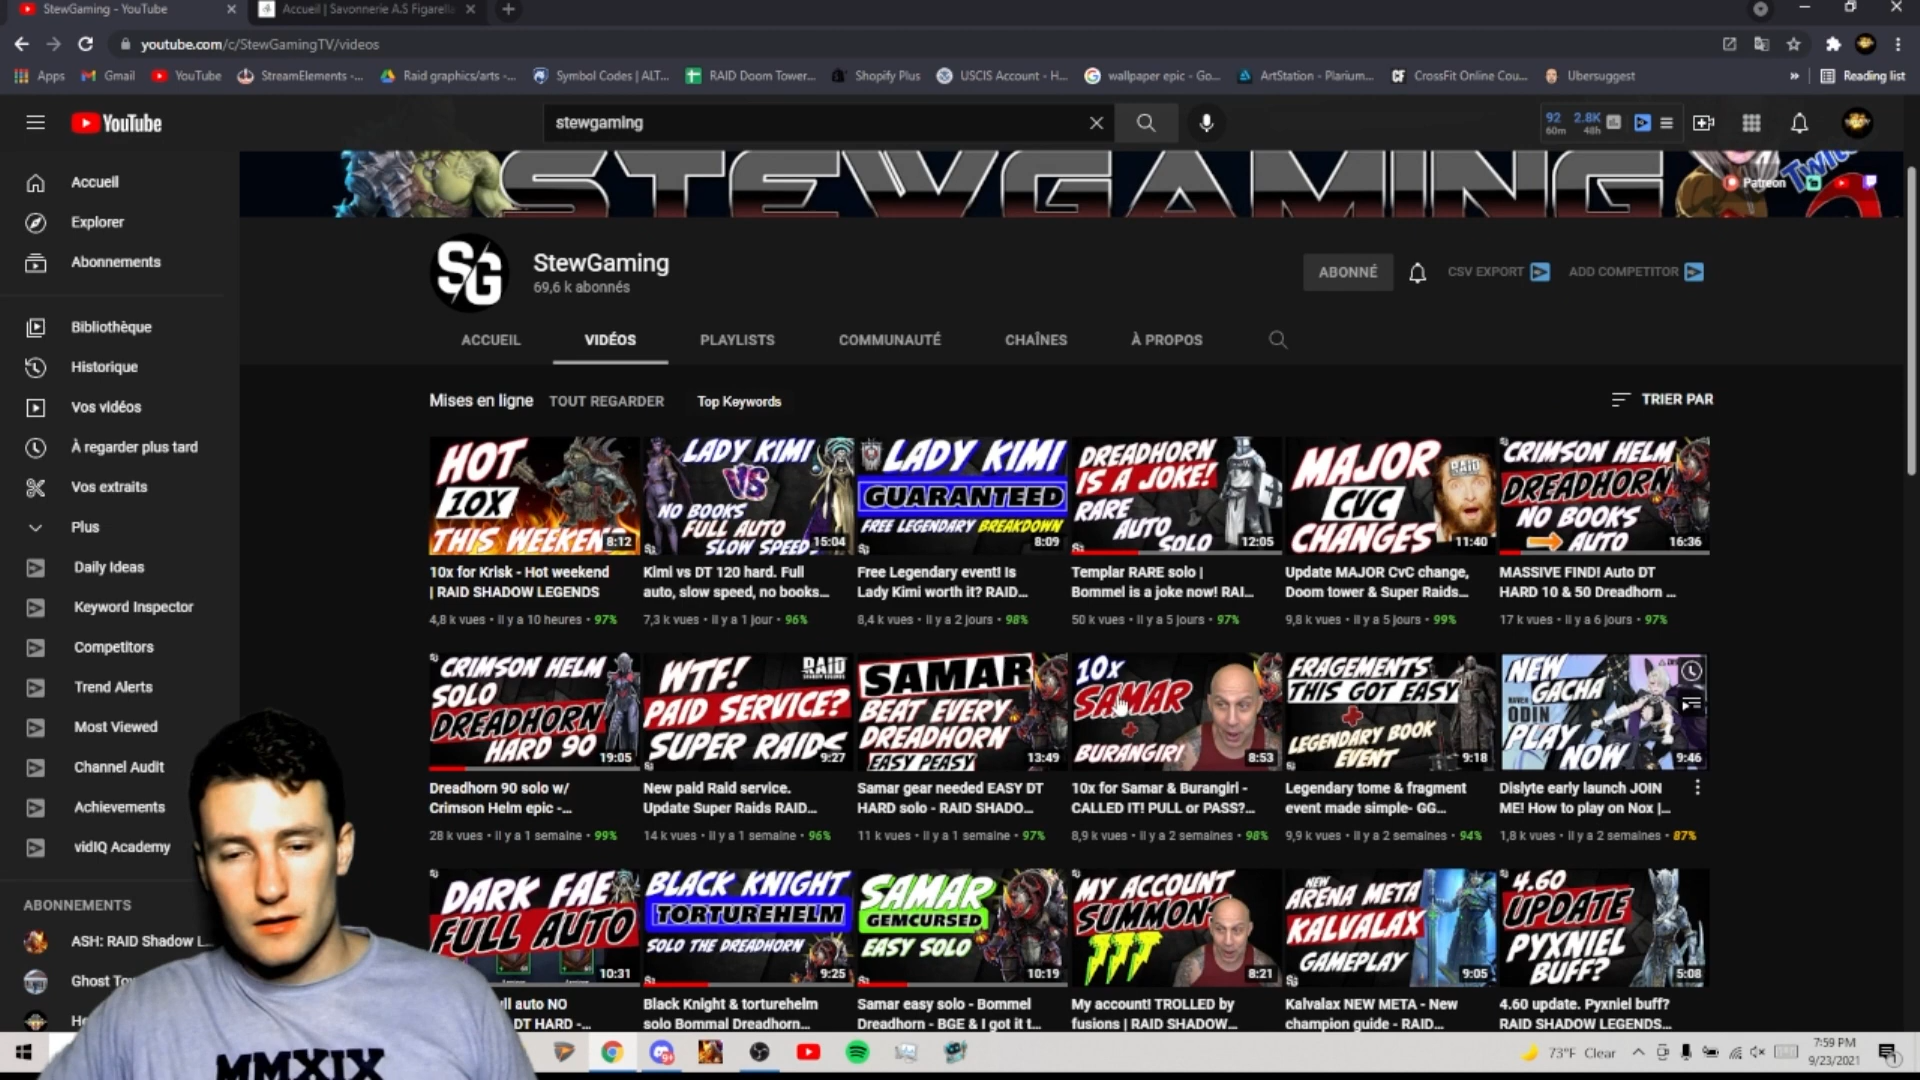 StewGaming - YouTube
Accueil | Savonnerie A.S Figarella
youtube.com/c/StewGamingTV/videos
Apps Gmail YouTube StreamElements -... Raid graphics/arts -... Symbol Codes | ALT... RAID Doom Tower... Shopify Plus USCIS Account - H... wallpaper epic - Go... ArtStation - Plarium... CrossFit Online Cou... Ubersuggest » Reading list
YouTube
stewgaming
92 60m 2.8K 48h
STEWGAMING
Patreon Twitch
StewGaming
69,6 k abonnés
ABONNÉ CSV EXPORT ADD COMPETITOR
ACCUEIL VIDÉOS PLAYLISTS COMMUNAUTÉ CHAÎNES À PROPOS
Mises en ligne TOUT REGARDER Top Keywords TRIER PAR
Accueil
Explorer
Abonnements
Bibliothèque
Historique
Vos vidéos
À regarder plus tard
Vos extraits
Plus
Daily Ideas
Keyword Inspector
Competitors
Trend Alerts
Most Viewed
Channel Audit
Achievements
vidIQ Academy
ABONNEMENTS
ASH: RAID Shadow L...
Ghost
HOT
10X
THIS WEEKEND
8:12
10x for Krisk - Hot weekend
| RAID SHADOW LEGENDS
4,8 k vues • Il y a 10 heures • 97%
LADY KIMI
VS
NO BOOKS
FULL AUTO
SLOW SPEED
15:04
Kimi vs DT 120 hard. Full
auto, slow speed, no books...
7,3 k vues • Il y a 1 jour • 96%
LADY KIMI
GUARANTEED
FREE LEGENDARY BREAKDOWN
8:09
Free Legendary event! Is
Lady Kimi worth it? RAID...
8,4 k vues • Il y a 2 jours • 98%
DREADHORN
IS A JOKE!
RARE
AUTO
SOLO
12:05
Templar RARE solo |
Bommel is a joke now! RAI...
50 k vues • Il y a 5 jours • 97%
MAJOR
CVC
CHANGES
RAID
11:40
Update MAJOR CvC change,
Doom tower & Super Raids...
9,8 k vues • Il y a 5 jours • 99%
CRIMSON HELM
DREADHORN
NO BOOKS
AUTO
16:36
MASSIVE FIND! Auto DT
HARD 10 & 50 Dreadhorn ...
17 k vues • Il y a 6 jours • 97%
CRIMSON HELM
SOLO
DREADHORN
HARD 90
19:05
Dreadhorn 90 solo w/
Crimson Helm epic -...
28 k vues • Il y a 1 semaine • 99%
WTF!
RAID
SHADOW LEGENDS
PAID SERVICE?
SUPER RAIDS
9:27
New paid Raid service.
Update Super Raids RAID...
14 k vues • Il y a 1 semaine • 96%
SAMAR
BEAT EVERY
DREADHORN
EASY PEASY
13:49
Samar gear needed EASY DT
HARD solo - RAID SHADO...
11 k vues • Il y a 1 semaine • 97%
10X
SAMAR
+
BURANGIRI
8:53
10x for Samar & Burangiri -
CALLED IT! PULL or PASS?...
8,9 k vues • Il y a 2 semaines • 98%
FRAGEMENTS
THIS GOT EASY
+
LEGENDARY BOOK
EVENT
9:18
Legendary tome & fragment
event made simple- GG...
9,9 k vues • Il y a 2 semaines • 94%
NEW
GACHA
ODIN
PLAY
NOW
9:46
Dislyte early launch JOIN
ME! How to play on Nox |...
1,8 k vues • Il y a 2 semaines • 87%
DARK FAE
FULL AUTO
10:31
ll auto NO
DT HARD -...
BLACK KNIGHT
TORTUREHELM
SOLO THE DREADHORN
9:25
Black Knight & torturehelm
solo Bommal Dreadhorn...
SAMAR
GEMCURSED
EASY SOLO
10:19
Samar easy solo - Bommel
Dreadhorn - BGE & I got it t...
MY ACCOUNT
SUMMON
8:21
My account! TROLLED by
fusions | RAID SHADOW...
NEW
ARENA META
KALVALAX
GAMEPLAY
9:05
Kalvalax NEW META - New
champion guide - RAID...
4.60
UPDATE
PYXNIEL
BUFF?
5:08
4.60 update. Pyxniel buff?
RAID SHADOW LEGENDS...
MMXIX
73°F Clear
7:59 PM
9/23/2021